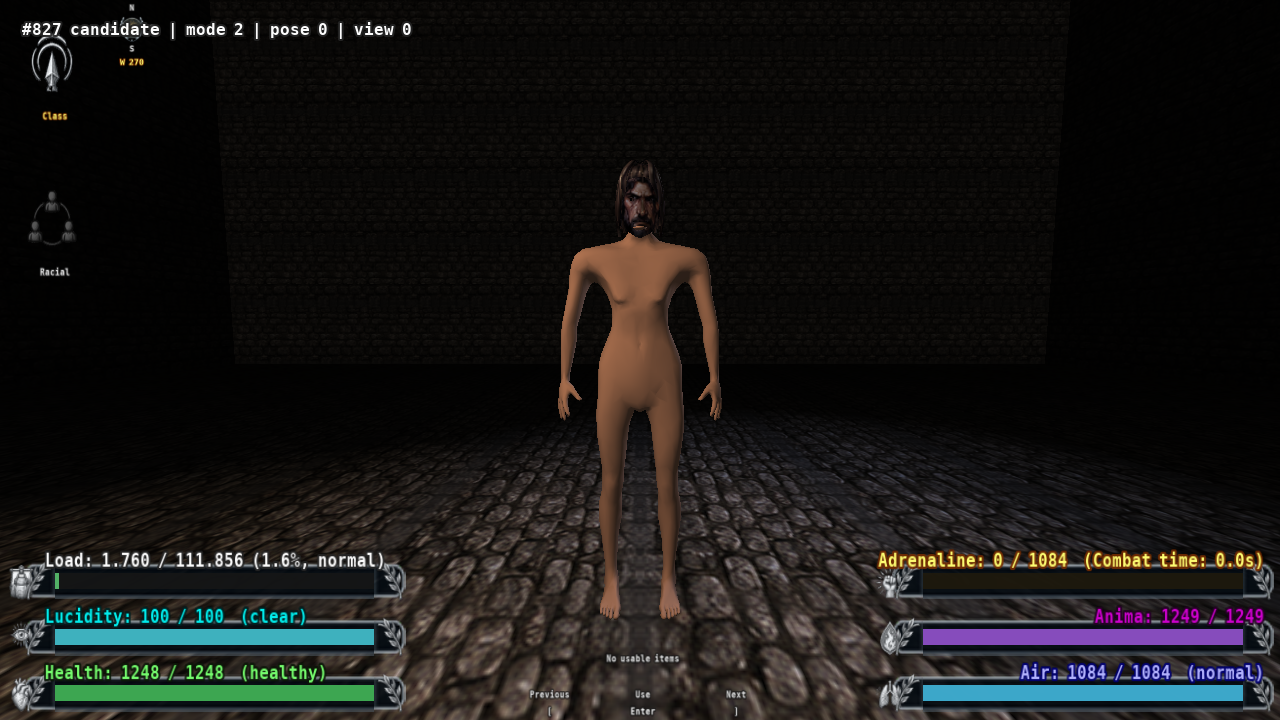 #827 candidate | mode 2 | pose 0 | view 0
N
S
W 270
Class
Racial
Load: 1.760 / 111.856 (1.6%, normal)
Adrenaline: 0 / 1084 (Combat time: 0.0s)
Lucidity: 100 / 100 (clear)
Anima: 1249 / 1249
No usable items
Health: 1248 / 1248 (healthy)
Air: 1084 / 1084 (normal)
Previous Use Next
[ Enter ]